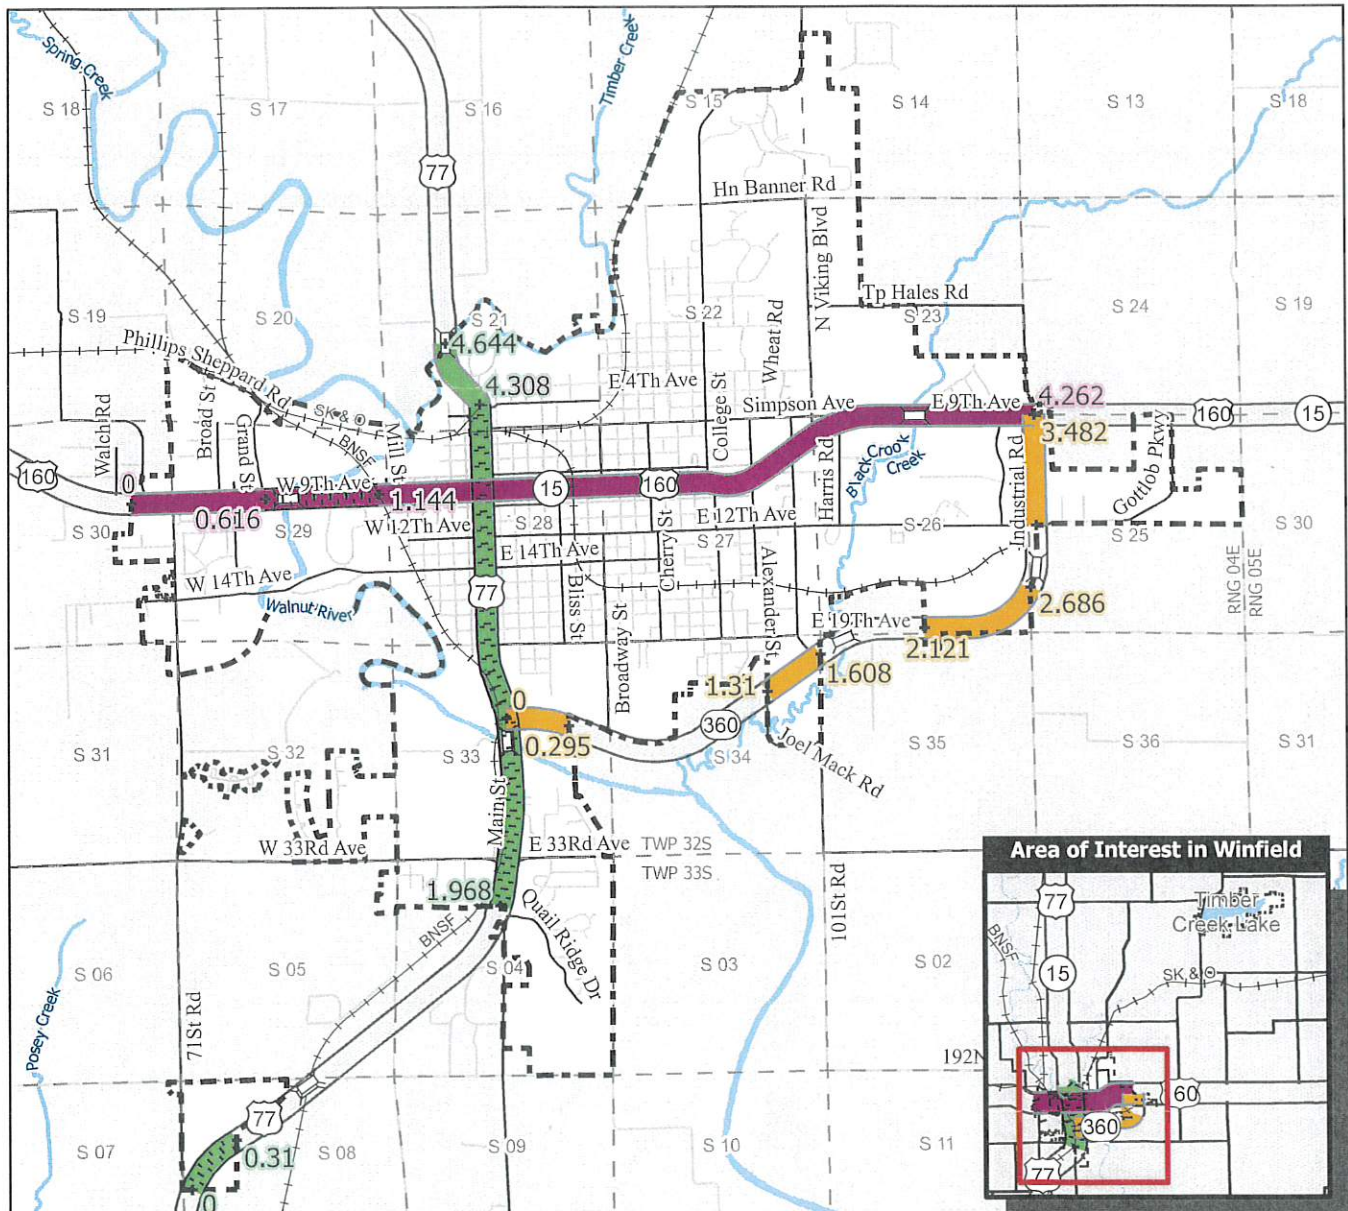 Spring Creek
Timber Creek
S 18
S 17
S 16
S 15
S 14
S 13
S 18
77
Hn Banner Rd
N Viking Blvd
Tp Hales Rd
S 19
S 20
S 21
S 22
S 23
S 24
S 19
Phillips Sheppard Rd
4.644
4.308
E 4Th Ave
Wheat Rd
College St
Simpson Ave
E 9Th Ave
4.262
160
15
3.482
Walch Rd
Broad St
Grand St
SK & O
BNSF
Mill St
160
0
W 9Th Ave
0.616
1.144
15
160
Harris Rd
Black Crook Creek
Industrial Rd
Gottlob Pkwy
S 30
S 29
W 12Th Ave
S 28
Cherry St
E 12Th Ave
S 27
S 26
S 25
S 30
E 14Th Ave
W 14Th Ave
77
Bliss St
Broadway St
Alexander St
Walnut River
E 19Th Ave
2.686
2.121
1.608
1.31
RNG 04E
RNG 05E
0
0.295
360
Joel Mack Rd
S 31
S 32
S 33
S 34
S 35
S 36
S 31
Main St
W 33Rd Ave
E 33Rd Ave
TWP 32S
TWP 33S
1.968
BNSF
Quail Ridge Dr
101St Rd
S 06
S 05
S 04
S 03
S 02
Posey Creek
71St Rd
192N
77
S 07
0.31
S 08
S 09
S 10
S 11
0
Area of Interest in Winfield
77
Timber
Creek Lake
BNSF
15
SK & O
60
360
77